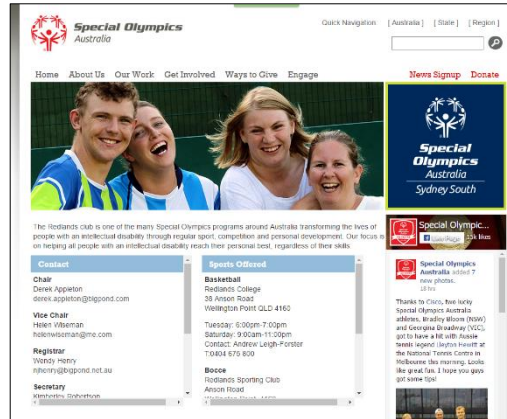 Special Olympics
Australia
Quick Navigation [ Australia ] [ State ] [ Region ]
Home About Us Our Work Get Involved Ways to Give Engage
News Signup Donate
Special
Olympics
Australia
Sydney South
The Redlands club is one of the many Special Olympics programs around Australia transforming the lives of
people with an intellectual disability through regular sport, competition and personal development. Our focus is
on helping all people with an intellectual disability reach their personal best, regardless of their skills
Contact
Chair
Derek Appleton
derek.appleton@bigpond.com
Vice Chair
Helen Wiseman
helenwiseman@me.com
Registrar
Wendy Henry
njhenry@bigpond.net.au
Secretary
Kimberley Robertson
Sports Offered
Basketball
Redlands College
38 Anson Road
Wellington Point QLD 4160
Tuesday: 6:00pm-7:00pm
Saturday: 9:00am-11:00pm
Contact: Andrew Leigh-Forster
T:0404 675 800
Bocce
Redlands Sporting Club
Anson Road
Special Olympic...
likes
Special Olympics
Australia added 7
new photos.
18 hrs
Thanks to Cisco, two lucky
Special Olympics Australia
athletes, Bradley Bloom (NSW)
and Georgina Broadway (VIC),
got to have a hit with Aussie
tennis legend Lleyton Hewitt at
the National Tennis Centre in
Melbourne this morning. Looks
like great fun. I hope you guys
got some tips!